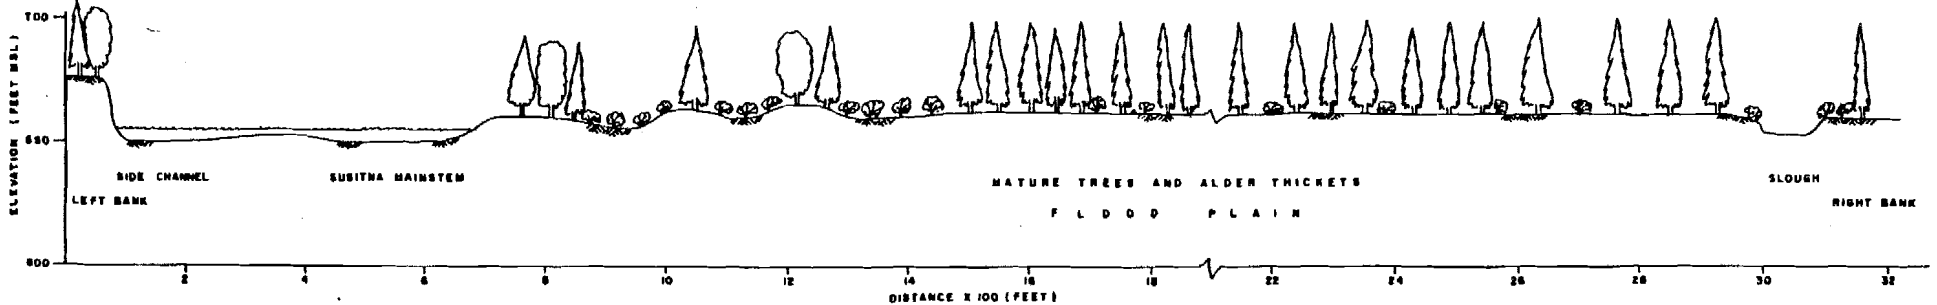 700
650
600
ELEVATION (FEET MSL)
SIDE CHANNEL
SUSITNA MAINSTEM
LEFT BANK
MATURE TREES AND ALDER THICKETS
FLOOD PLAIN
SLOUGH
RIGHT BANK
2 4 6 8 10 12 14 16 18 22 24 26 28 30 32
DISTANCE X 100 (FEET)